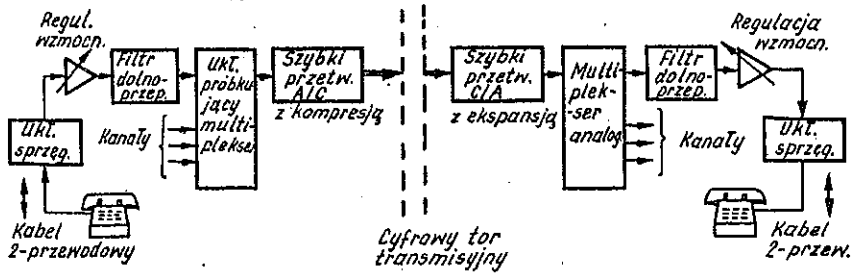 Reguł.
wzmocn.
Filtr
dolno-
przep.
Ukł.
próbku-
jący
multi-
plekser
Szybki
przetw.
A/C
z kompresją
Kanały
Ukł.
sprzęg.
Kabel
2-przewodowy
Cyfrowy tor
transmisyjny
Szybki
przetw.
C/A
z ekspansją
Multi-
plek-
ser
analog.
Filtr
dolno-
przep.
Regulacja
wzmocn.
Kanały
Ukł.
sprzęg.
Kabel
2-przew.